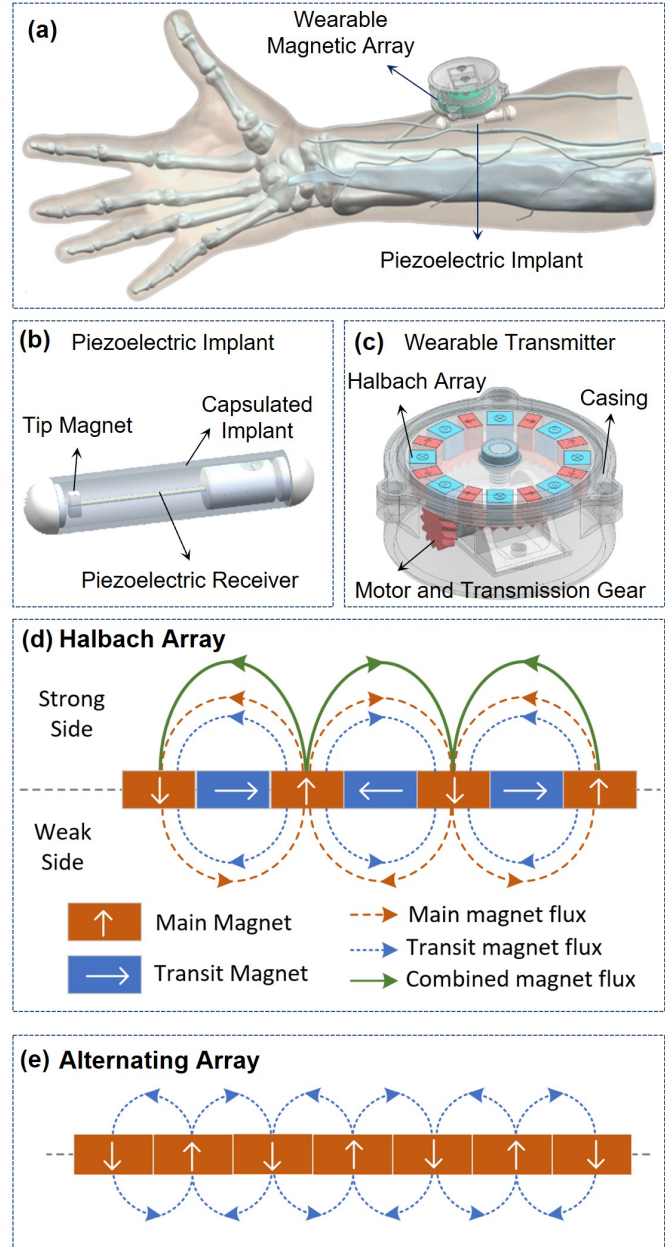 (a)
Wearable
Magnetic Array
Piezoelectric Implant
(b) Piezoelectric Implant
Tip Magnet
Capsulated
Implant
Piezoelectric Receiver
(c) Wearable Transmitter
Halbach Array
Casing
Motor and Transmission Gear
(d) Halbach Array
Strong
Side
Weak
Side
Main Magnet
Transit Magnet
Main magnet flux
Transit magnet flux
Combined magnet flux
(e) Alternating Array